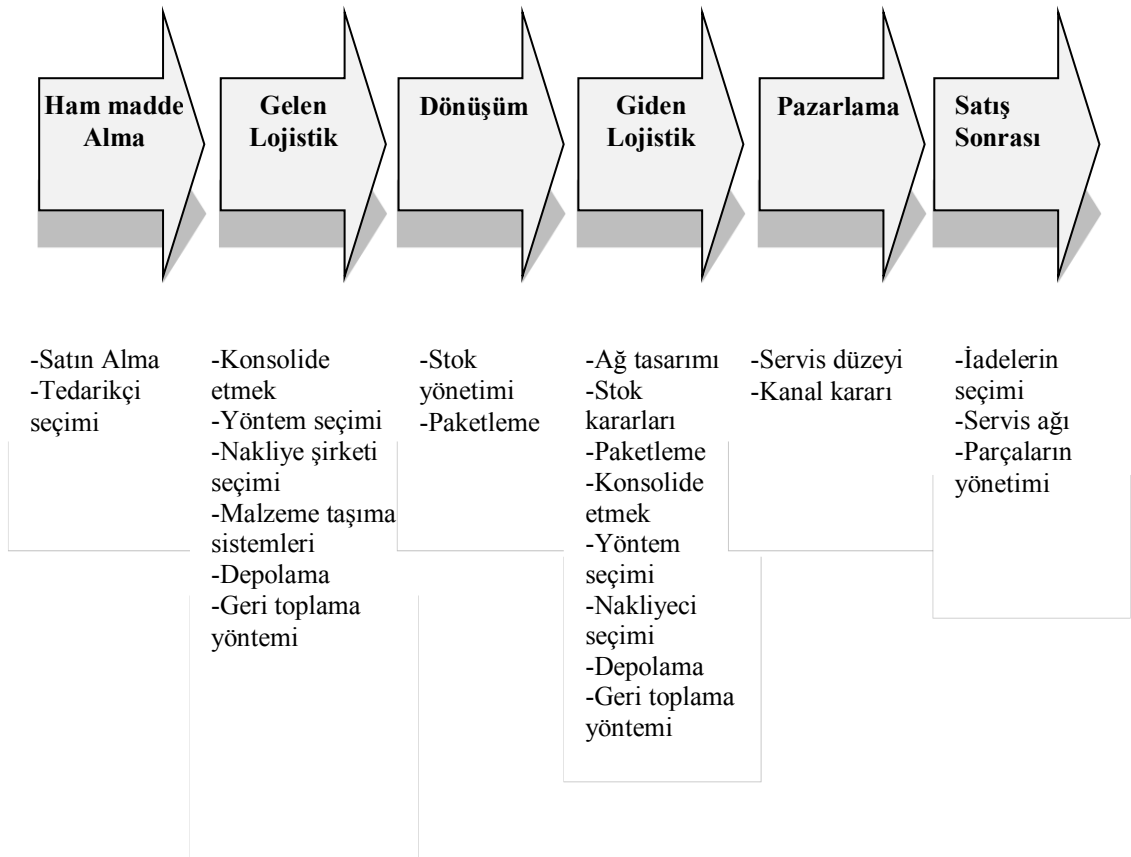 Ham madde
Alma
Gelen
Lojistik
Dönüşüm
Giden
Lojistik
Pazarlama
Satış
Sonrası
-Satın Alma
-Tedarikçi
seçimi
-Konsolide
etmek
-Yöntem seçimi
-Nakliye şirketi
seçimi
-Malzeme taşıma
sistemleri
-Depolama
-Geri toplama
yöntemi
-Stok
yönetimi
-Paketleme
-Ağ tasarımı
-Stok
kararları
-Paketleme
-Konsolide
etmek
-Yöntem
seçimi
-Nakliyeci
seçimi
-Depolama
-Geri toplama
yöntemi
-Servis düzeyi
-Kanal kararı
-İadelerin
seçimi
-Servis ağı
-Parçaların
yönetimi